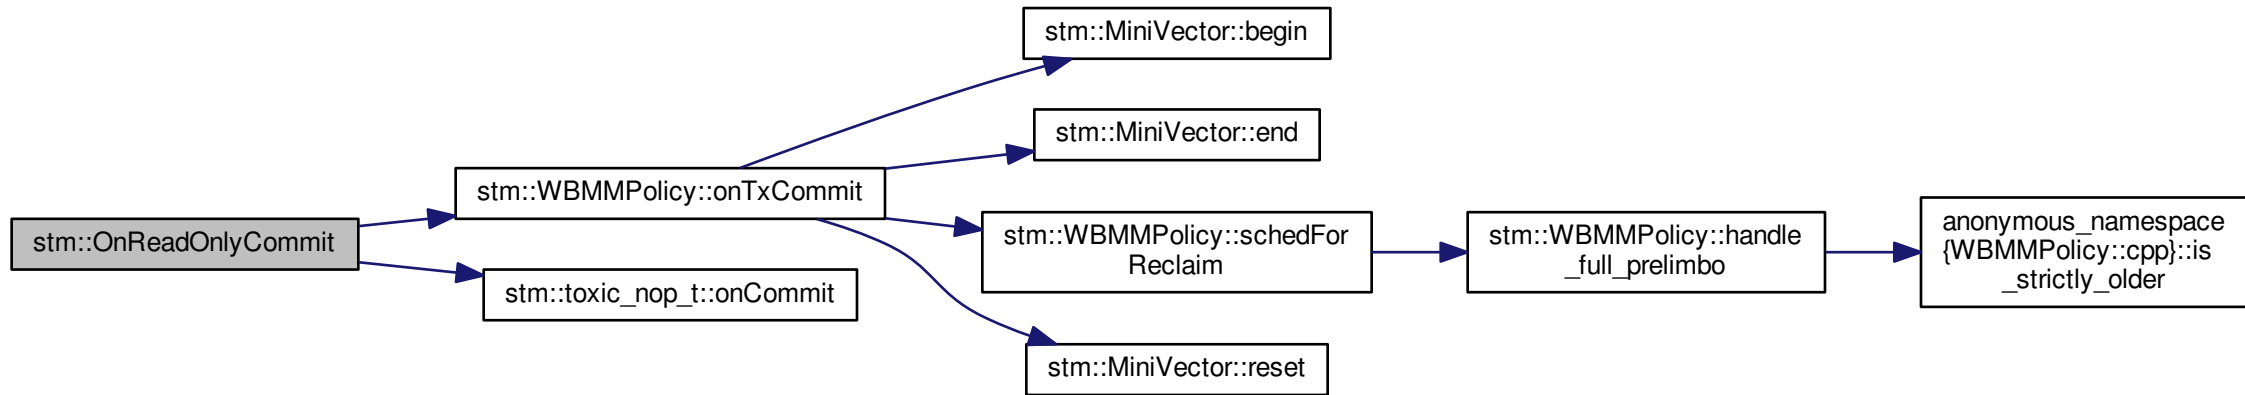 stm::MiniVector::begin
stm::MiniVector::end
stm::WBMMPolicy::onTxCommit
stm::OnReadOnlyCommit
stm::WBMMPolicy::schedFor
Reclaim
stm::WBMMPolicy::handle
_full_prelimbo
anonymous_namespace
{WBMMPolicy::cpp}::is
_strictly_older
stm::toxic_nop_t::onCommit
stm::MiniVector::reset